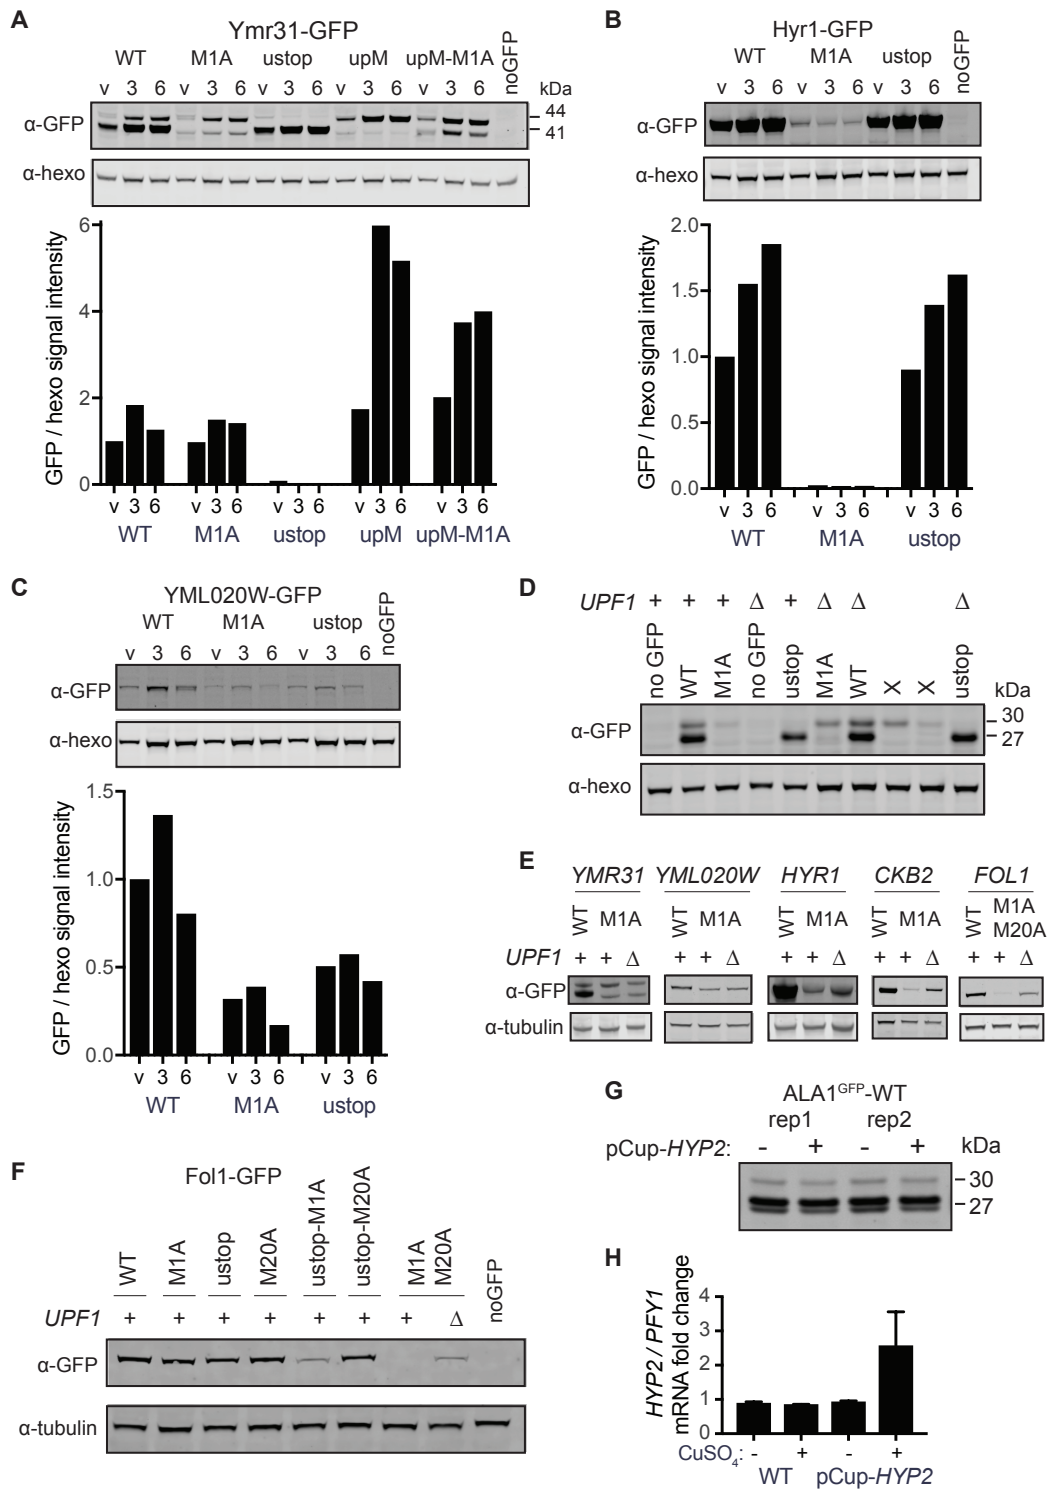 A
Ymr31-GFP
WT M1A ustop upM upM-M1A noGFP
v 3 6 v 3 6 v 3 6 v 3 6 v 3 6 kDa
α-GFP 44
41
α-hexo
GFP / hexo signal intensity
6
4
2
0
v 3 6 v 3 6 v 3 6 v 3 6 v 3 6
WT M1A ustop upM upM-M1A
B
Hyr1-GFP
WT M1A ustop noGFP
v 3 6 v 3 6 v 3 6
α-GFP
α-hexo
GFP / hexo signal intensity
2.0
1.5
1.0
0.5
0.0
v 3 6 v 3 6 v 3 6
WT M1A ustop
C
YML020W-GFP
WT M1A ustop noGFP
v 3 6 v 3 6 v 3 6
α-GFP
α-hexo
GFP / hexo signal intensity
1.5
1.0
0.5
0.0
v 3 6 v 3 6 v 3 6
WT M1A ustop
D
UPF1 + + + Δ + Δ Δ Δ
no GFP WT M1A no GFP ustop M1A WT X X ustop kDa
α-GFP 30
27
α-hexo
E
YMR31 YML020W HYR1 CKB2 FOL1
WT M1A WT M1A WT M1A WT M1A WT M1A
M20A
UPF1 + + Δ + + Δ + + Δ + + Δ + + Δ
α-GFP
α-tubulin
F
Fol1-GFP
WT M1A ustop M20A ustop-M1A ustop-M20A M1A M20A noGFP
UPF1 + + + + + + + Δ
α-GFP
α-tubulin
G
ALA1GFP-WT
rep1 rep2
pCup-HYP2: - + - + kDa
30
27
H
HYP2 / PFY1
mRNA fold change
4
3
2
1
0
CuSO4: - + - +
WT pCup-HYP2